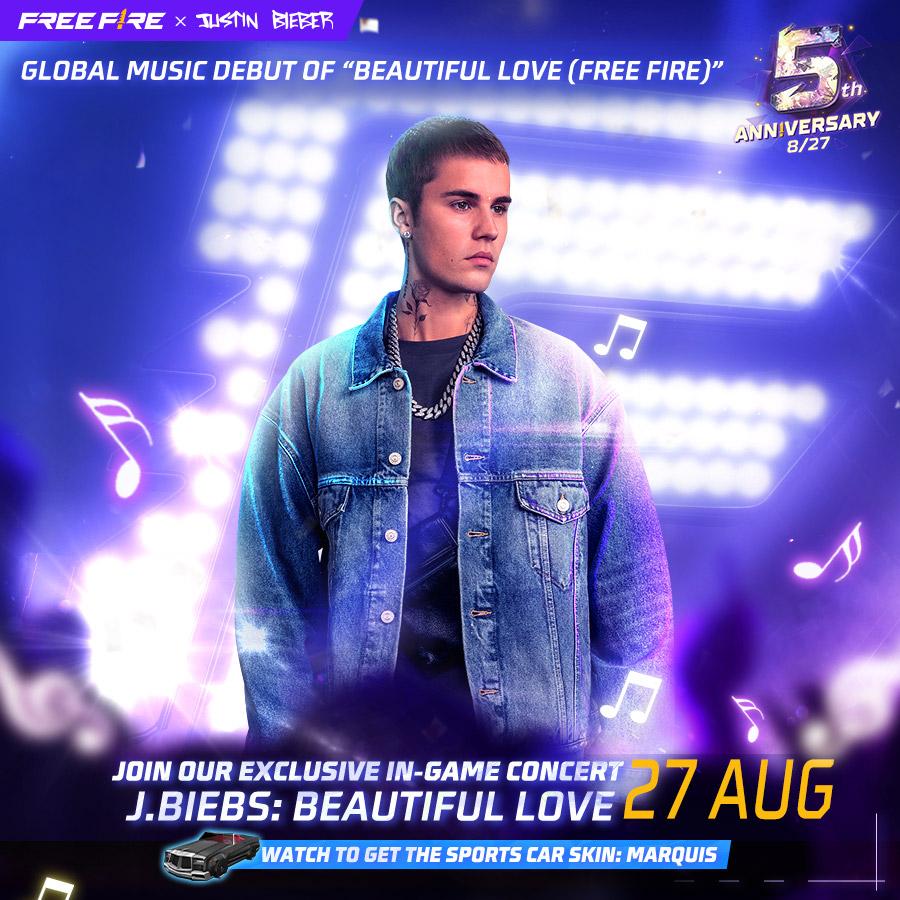 FREE FIRE × JUSTIN BIEBER
GLOBAL MUSIC DEBUT OF “BEAUTIFUL LOVE (FREE FIRE)”
5th
ANNIVERSARY
8/27
JOIN OUR EXCLUSIVE IN-GAME CONCERT
J.BIEBS: BEAUTIFUL LOVE
27 AUG
WATCH TO GET THE SPORTS CAR SKIN: MARQUIS